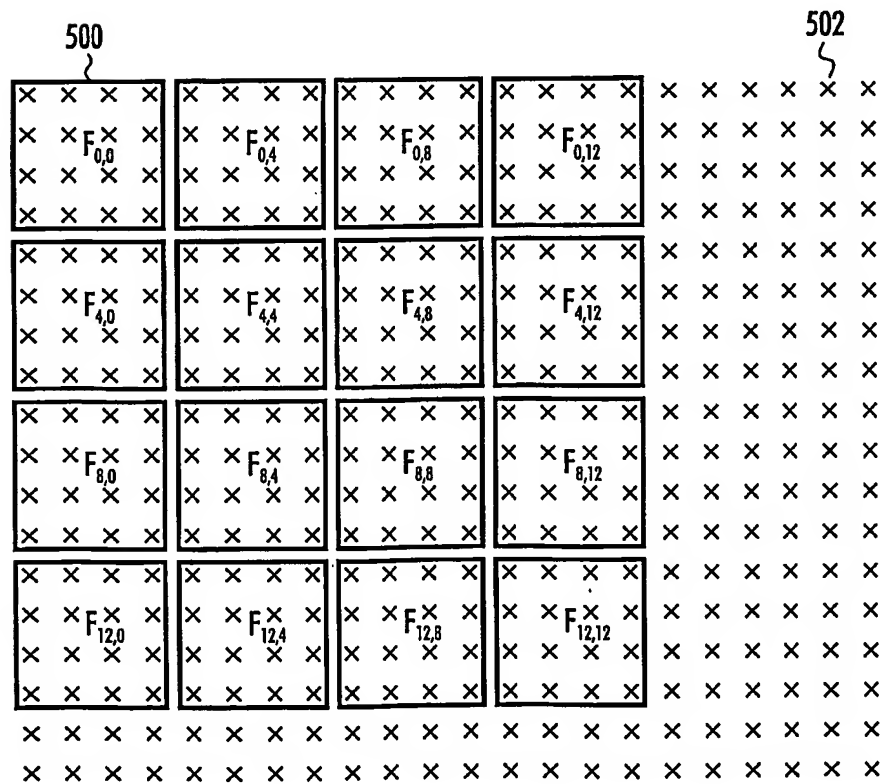 500 502
× × × × × × × × × × × × × × × × × × × × × ×
× × × × × × × × × × × × × × × × × × × × × ×
F0,0 F0,4 F0,8 F0,12
× × × × × × × × × × × × × × × × × × × × × ×
× × × × × × × × × × × × × × × × × × × × × ×
× × × × × × × × × × × × × × × × × × × × × ×
× × × × × × × × × × × × × × × × × × × × × ×
F4,0 F4,4 F4,8 F4,12
× × × × × × × × × × × × × × × × × × × × × ×
× × × × × × × × × × × × × × × × × × × × × ×
× × × × × × × × × × × × × × × × × × × × × ×
× × × × × × × × × × × × × × × × × × × × × ×
F8,0 F8,4 F8,8 F8,12
× × × × × × × × × × × × × × × × × × × × × ×
× × × × × × × × × × × × × × × × × × × × × ×
× × × × × × × × × × × × × × × × × × × × × ×
× × × × × × × × × × × × × × × × × × × × × ×
F12,0 F12,4 F12,8 F12,12
× × × × × × × × × × × × × × × × × × × × × ×
× × × × × × × × × × × × × × × × × × × × × ×
× × × × × × × × × × × × × × × × × × × × × ×
× × × × × × × × × × × × × × × × × × × × × ×